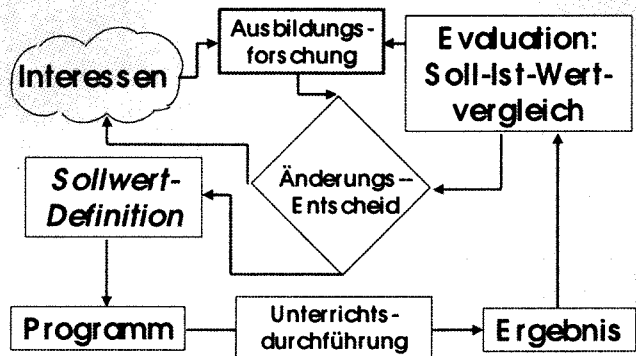 Interessen
Ausbildungs-
forschung
Evaluation:
Soll-Ist-Wert-
vergleich
Änderungs-
Entscheid
Sollwert-
Definition
Programm
Unterrichts-
durchführung
Ergebnis